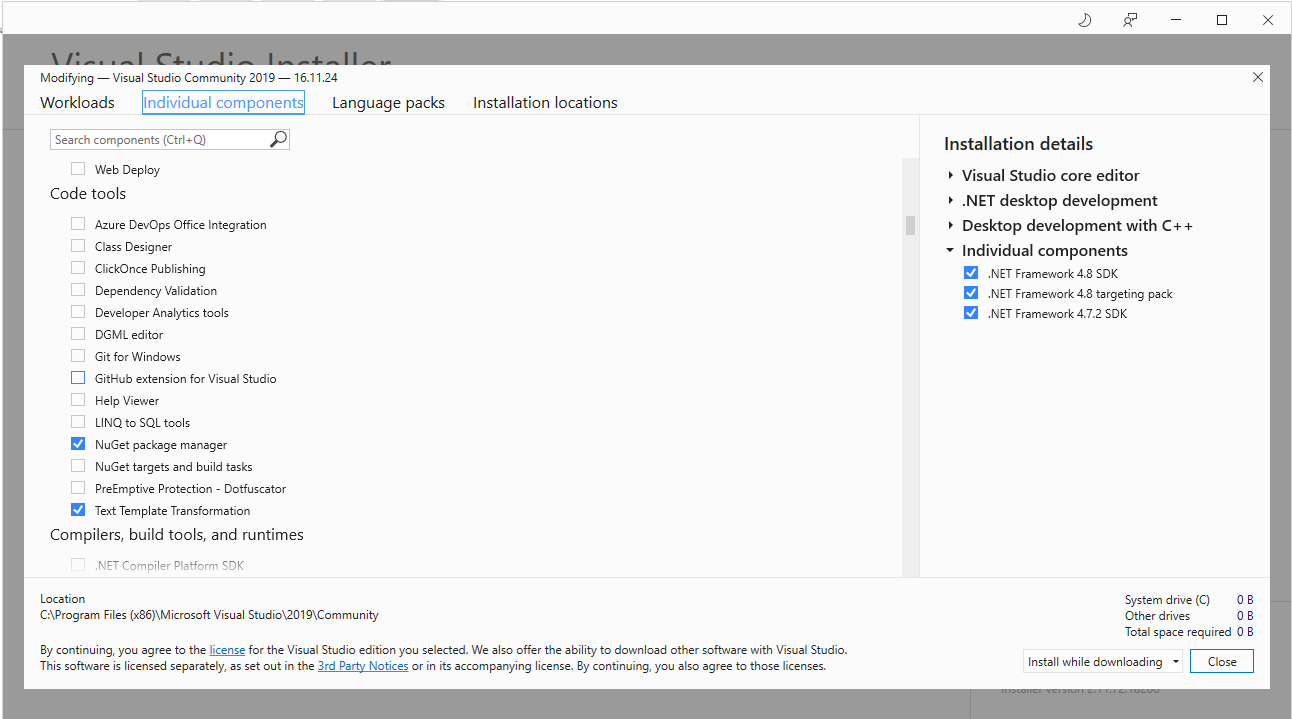 Visual Studio Installer
Modifying — Visual Studio Community 2019 — 16.11.24
Workloads
Individual components
Language packs
Installation locations
Search components (Ctrl+Q)
Web Deploy
Code tools
Azure DevOps Office Integration
Class Designer
ClickOnce Publishing
Dependency Validation
Developer Analytics tools
DGML editor
Git for Windows
GitHub extension for Visual Studio
Help Viewer
LINQ to SQL tools
NuGet package manager
NuGet targets and build tasks
PreEmptive Protection - Dotfuscator
Text Template Transformation
Compilers, build tools, and runtimes
.NET Compiler Platform SDK
Installation details
Visual Studio core editor
.NET desktop development
Desktop development with C++
Individual components
.NET Framework 4.8 SDK
.NET Framework 4.8 targeting pack
.NET Framework 4.7.2 SDK
Location
C:\Program Files (x86)\Microsoft Visual Studio\2019\Community
By continuing, you agree to the license for the Visual Studio edition you selected. We also offer the ability to download other software with Visual Studio.
This software is licensed separately, as set out in the 3rd Party Notices or in its accompanying license. By continuing, you also agree to those licenses.
System drive (C) 0 B
Other drives 0 B
Total space required 0 B
Install while downloading
Close